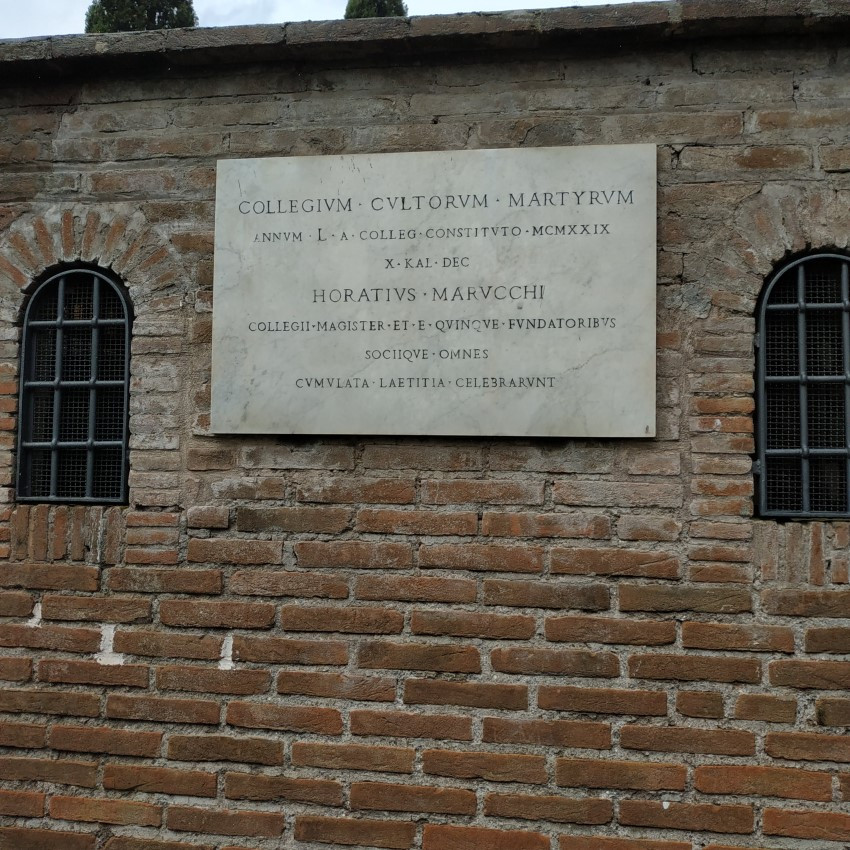 COLLEGIVM · CVLTORVM · MARTYRVM
ANNVM · L · A · COLLEG · CONSTITVTO · MCMXXIX
X · KAL · DEC
HORATIVS · MARVCCHI
COLLEGII · MAGISTER · ET · E · QVINQVE · FVNDATORIBVS
SOCIIQVE · OMNES
CVMVLATA · LAETITIA · CELEBRARVNT